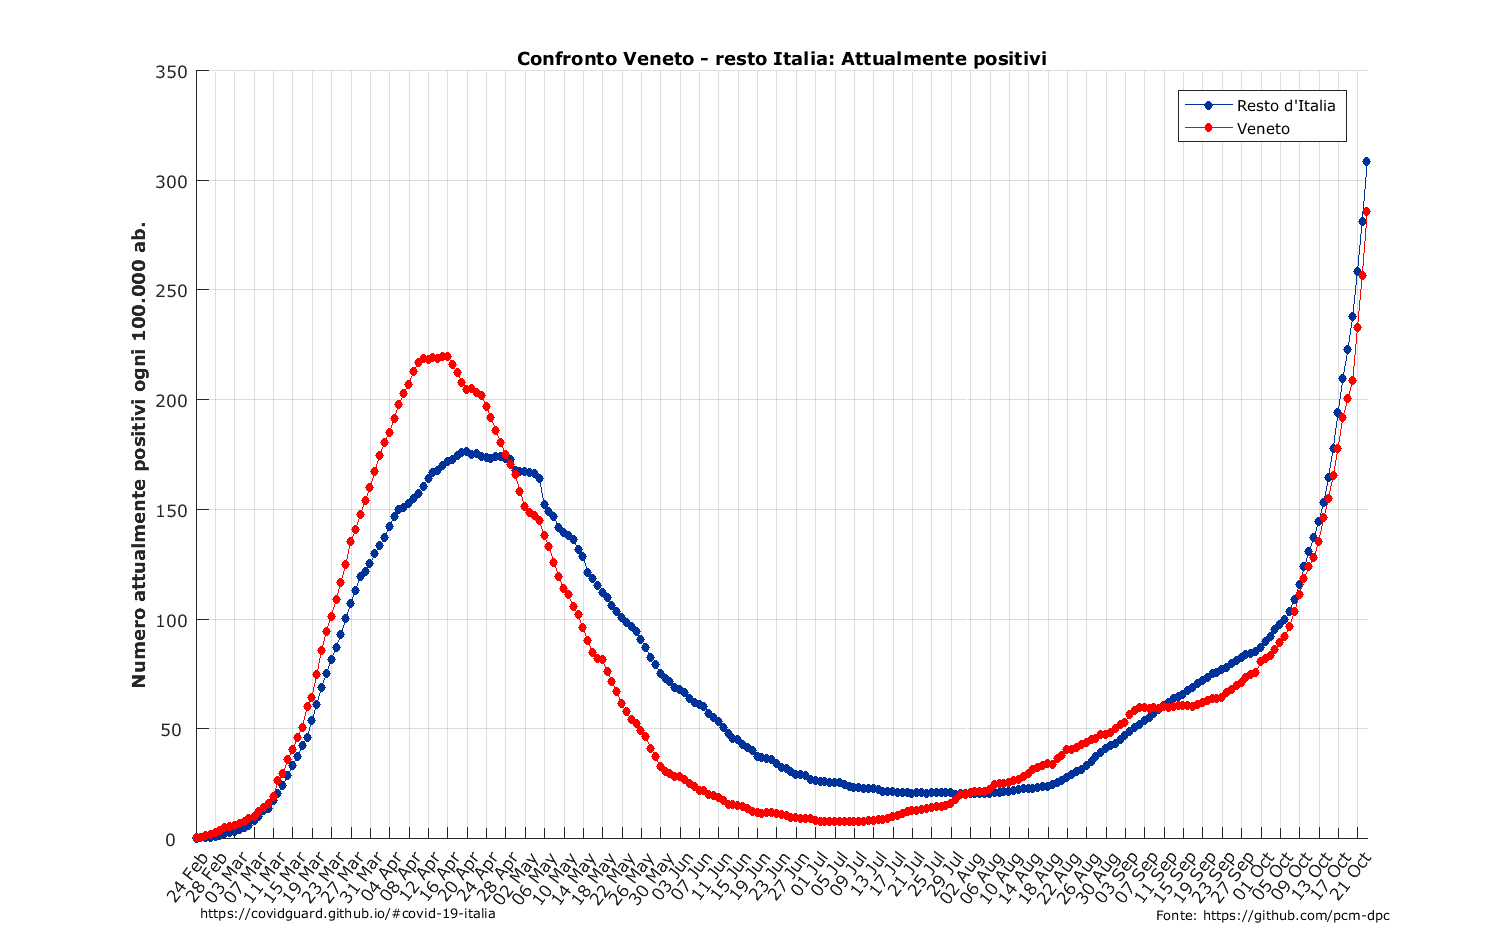 Confronto Veneto - resto Italia: Attualmente positivi
Numero attualmente positivi ogni 100.000 ab.
350
300
250
200
150
100
50
0
Resto d'Italia
Veneto
24 Feb
28 Feb
03 Mar
07 Mar
11 Mar
15 Mar
19 Mar
23 Mar
27 Mar
31 Mar
04 Apr
08 Apr
12 Apr
16 Apr
20 Apr
24 Apr
28 Apr
02 May
06 May
10 May
14 May
18 May
22 May
26 May
30 May
03 Jun
07 Jun
11 Jun
15 Jun
19 Jun
23 Jun
27 Jun
01 Jul
05 Jul
09 Jul
13 Jul
17 Jul
21 Jul
25 Jul
29 Jul
02 Aug
06 Aug
10 Aug
14 Aug
18 Aug
22 Aug
26 Aug
30 Aug
03 Sep
07 Sep
11 Sep
15 Sep
19 Sep
23 Sep
27 Sep
01 Oct
05 Oct
09 Oct
13 Oct
17 Oct
21 Oct
https://covidguard.github.io/#covid-19-italia
Fonte: https://github.com/pcm-dpc